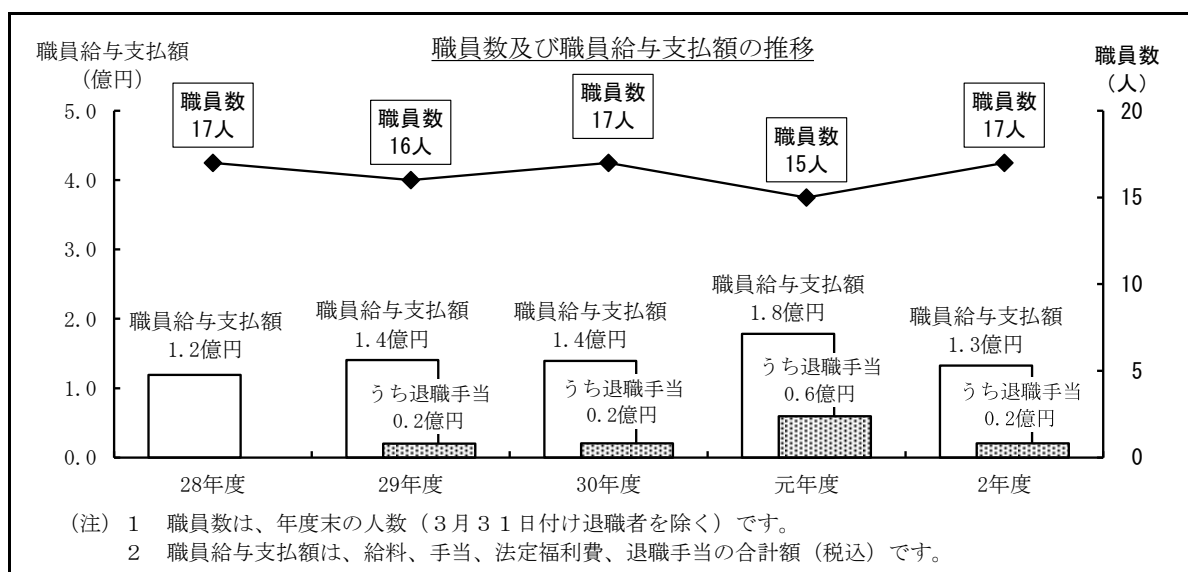 職員数及び職員給与支払額の推移
職員給与支払額
(億円)
職員数
(人)
職員数
17人
職員数
16人
職員数
17人
職員数
15人
職員数
17人
5.0
4.0
3.0
2.0
1.0
0.0
20
15
10
5
0
職員給与支払額
1.2億円
職員給与支払額
1.4億円
うち退職手当
0.2億円
職員給与支払額
1.4億円
うち退職手当
0.2億円
職員給与支払額
1.8億円
うち退職手当
0.6億円
職員給与支払額
1.3億円
うち退職手当
0.2億円
28年度 29年度 30年度 元年度 2年度
(注) 1 職員数は、年度末の人数(3月31日付け退職者を除く)です。
2 職員給与支払額は、給料、手当、法定福利費、退職手当の合計額(税込)です。